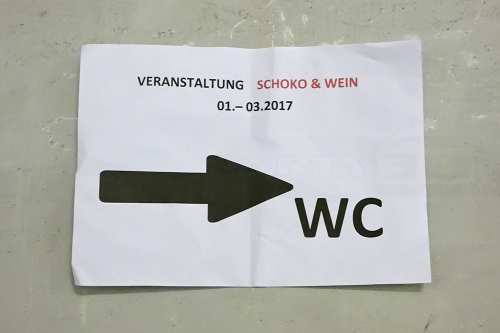 VERANSTALTUNG SCHOKO & WEIN
01.– 03.2017
WC